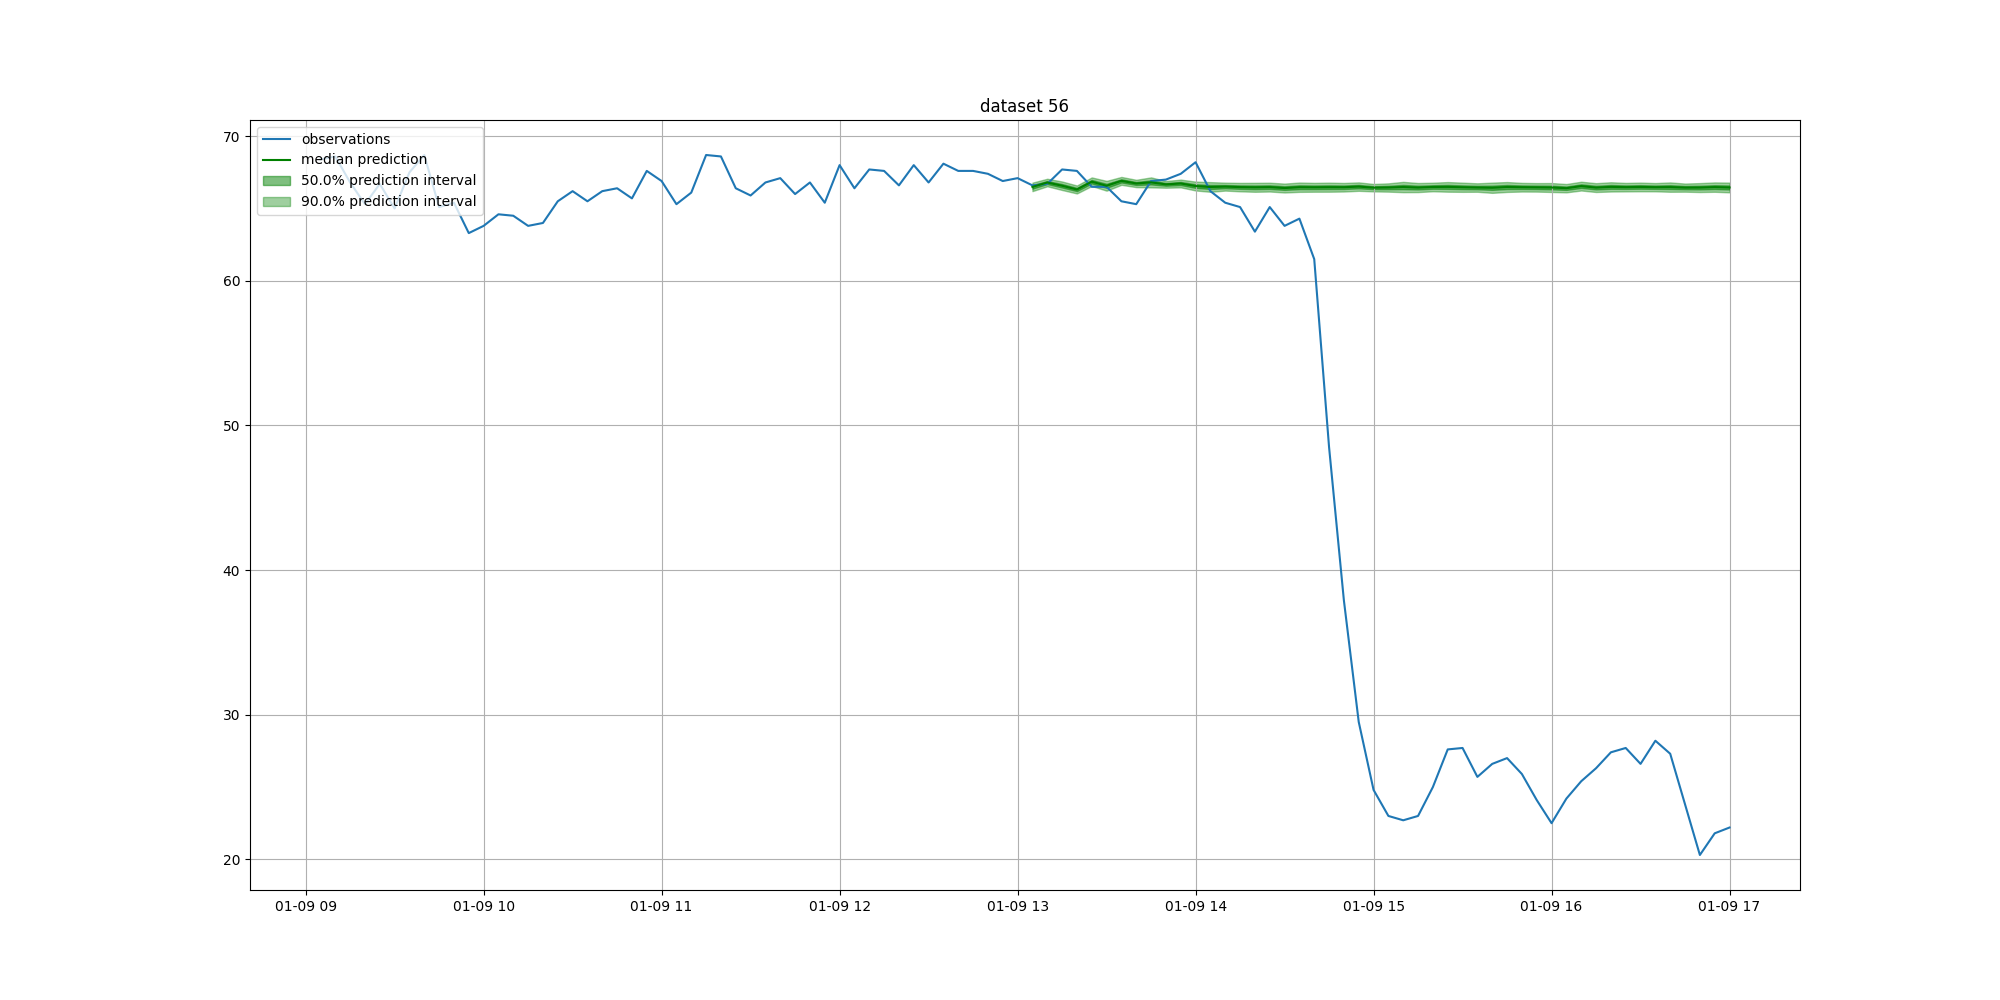 dataset 56
observations
median prediction
50.0% prediction interval
90.0% prediction interval
70
60
50
40
30
20
01-09 09 01-09 10 01-09 11 01-09 12 01-09 13 01-09 14 01-09 15 01-09 16 01-09 17